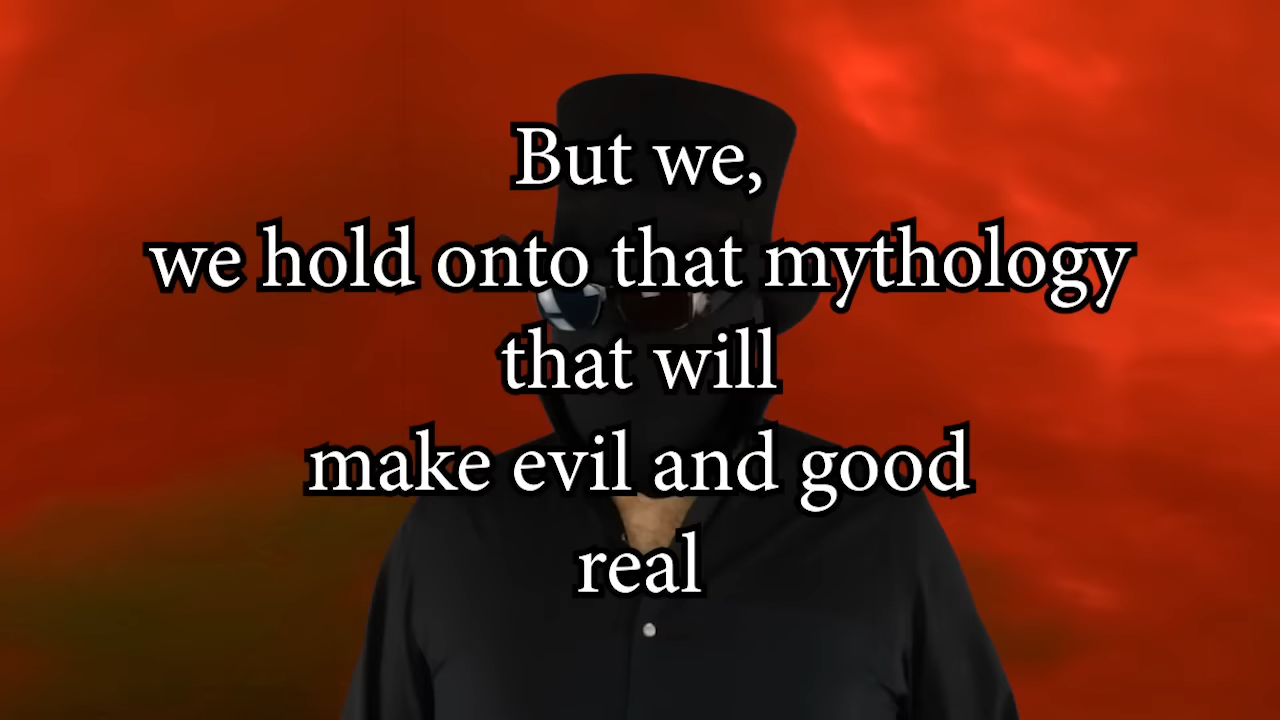 But we,
we hold onto that mythology
that will
make evil and good
real